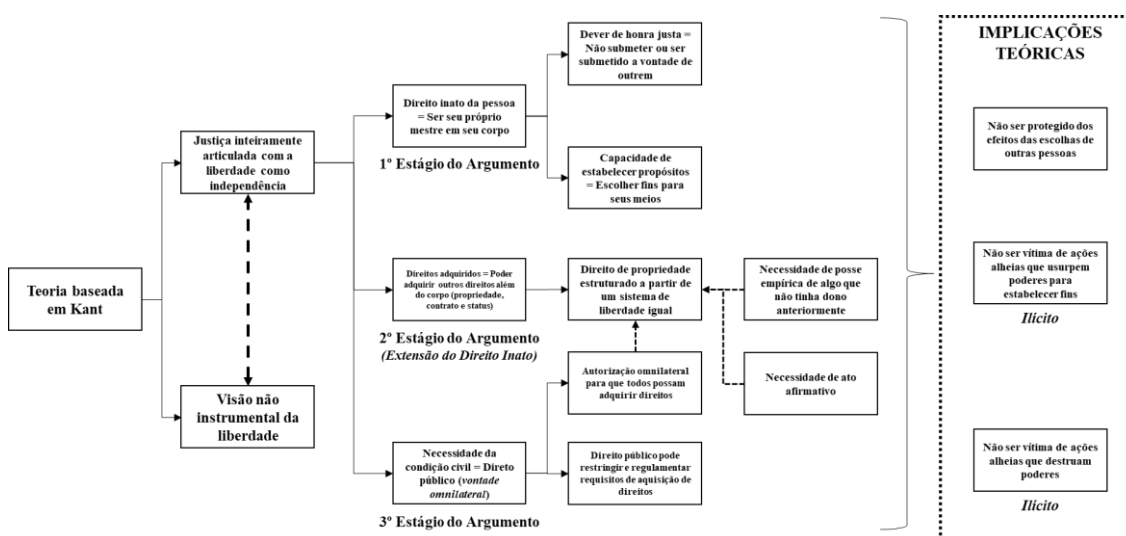 Teoria baseada
em Kant
Justiça inteiramente
articulada com a
liberdade como
independência
Visão não
instrumental da
liberdade
Direito inato da pessoa
= Ser seu próprio
mestre em seu corpo
1º Estágio do Argumento
Dever de honra justa =
Não submeter ou ser
submetido a vontade de
outrem
Capacidade de
estabelecer propósitos
= Escolher fins para
seus meios
Direitos adquiridos = Poder
adquirir outros direitos além
do corpo (propriedade,
contrato e status)
2º Estágio do Argumento
(Extensão do Direito Inato)
Direito de propriedade
estruturado a partir de
um sistema de
liberdade igual
Necessidade de posse
empírica de algo que
não tinha dono
anteriormente
Autorização omnilateral
para que todos possam
adquirir direitos
Necessidade de ato
afirmativo
Necessidade da
condição civil = Direto
público (vontade
omnilateral)
3º Estágio do Argumento
Direito público pode
restringir e regulamentar
requisitos de aquisição de
direitos
IMPLICAÇÕES
TEÓRICAS
Não ser protegido dos
efeitos das escolhas de
outras pessoas
Não ser vítima de ações
alheias que usurpem
poderes para
estabelecer fins
Ilícito
Não ser vítima de ações
alheias que destruam
poderes
Ilícito